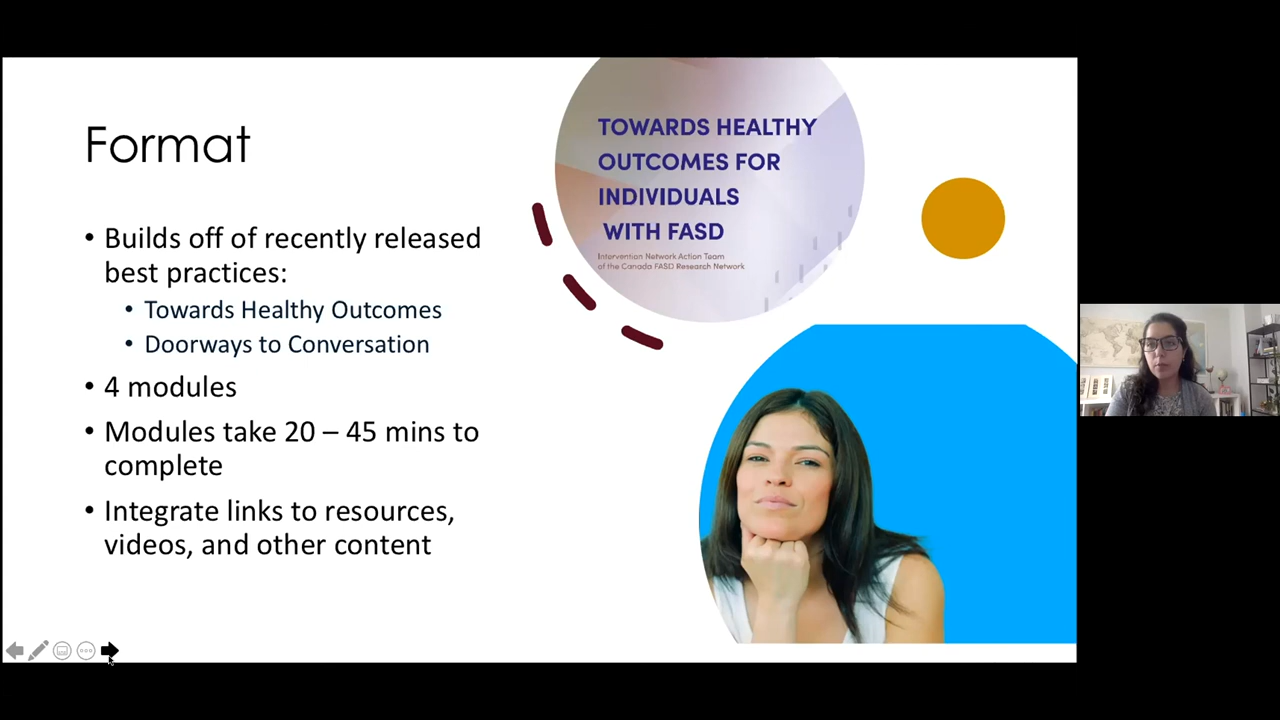 Format
• Builds off of recently released
best practices:
• Towards Healthy Outcomes
• Doorways to Conversation
• 4 modules
• Modules take 20 – 45 mins to
complete
• Integrate links to resources,
videos, and other content
TOWARDS HEALTHY
OUTCOMES FOR
INDIVIDUALS
WITH FASD
Intervention Network Action Team
of the Canada FASD Research Network